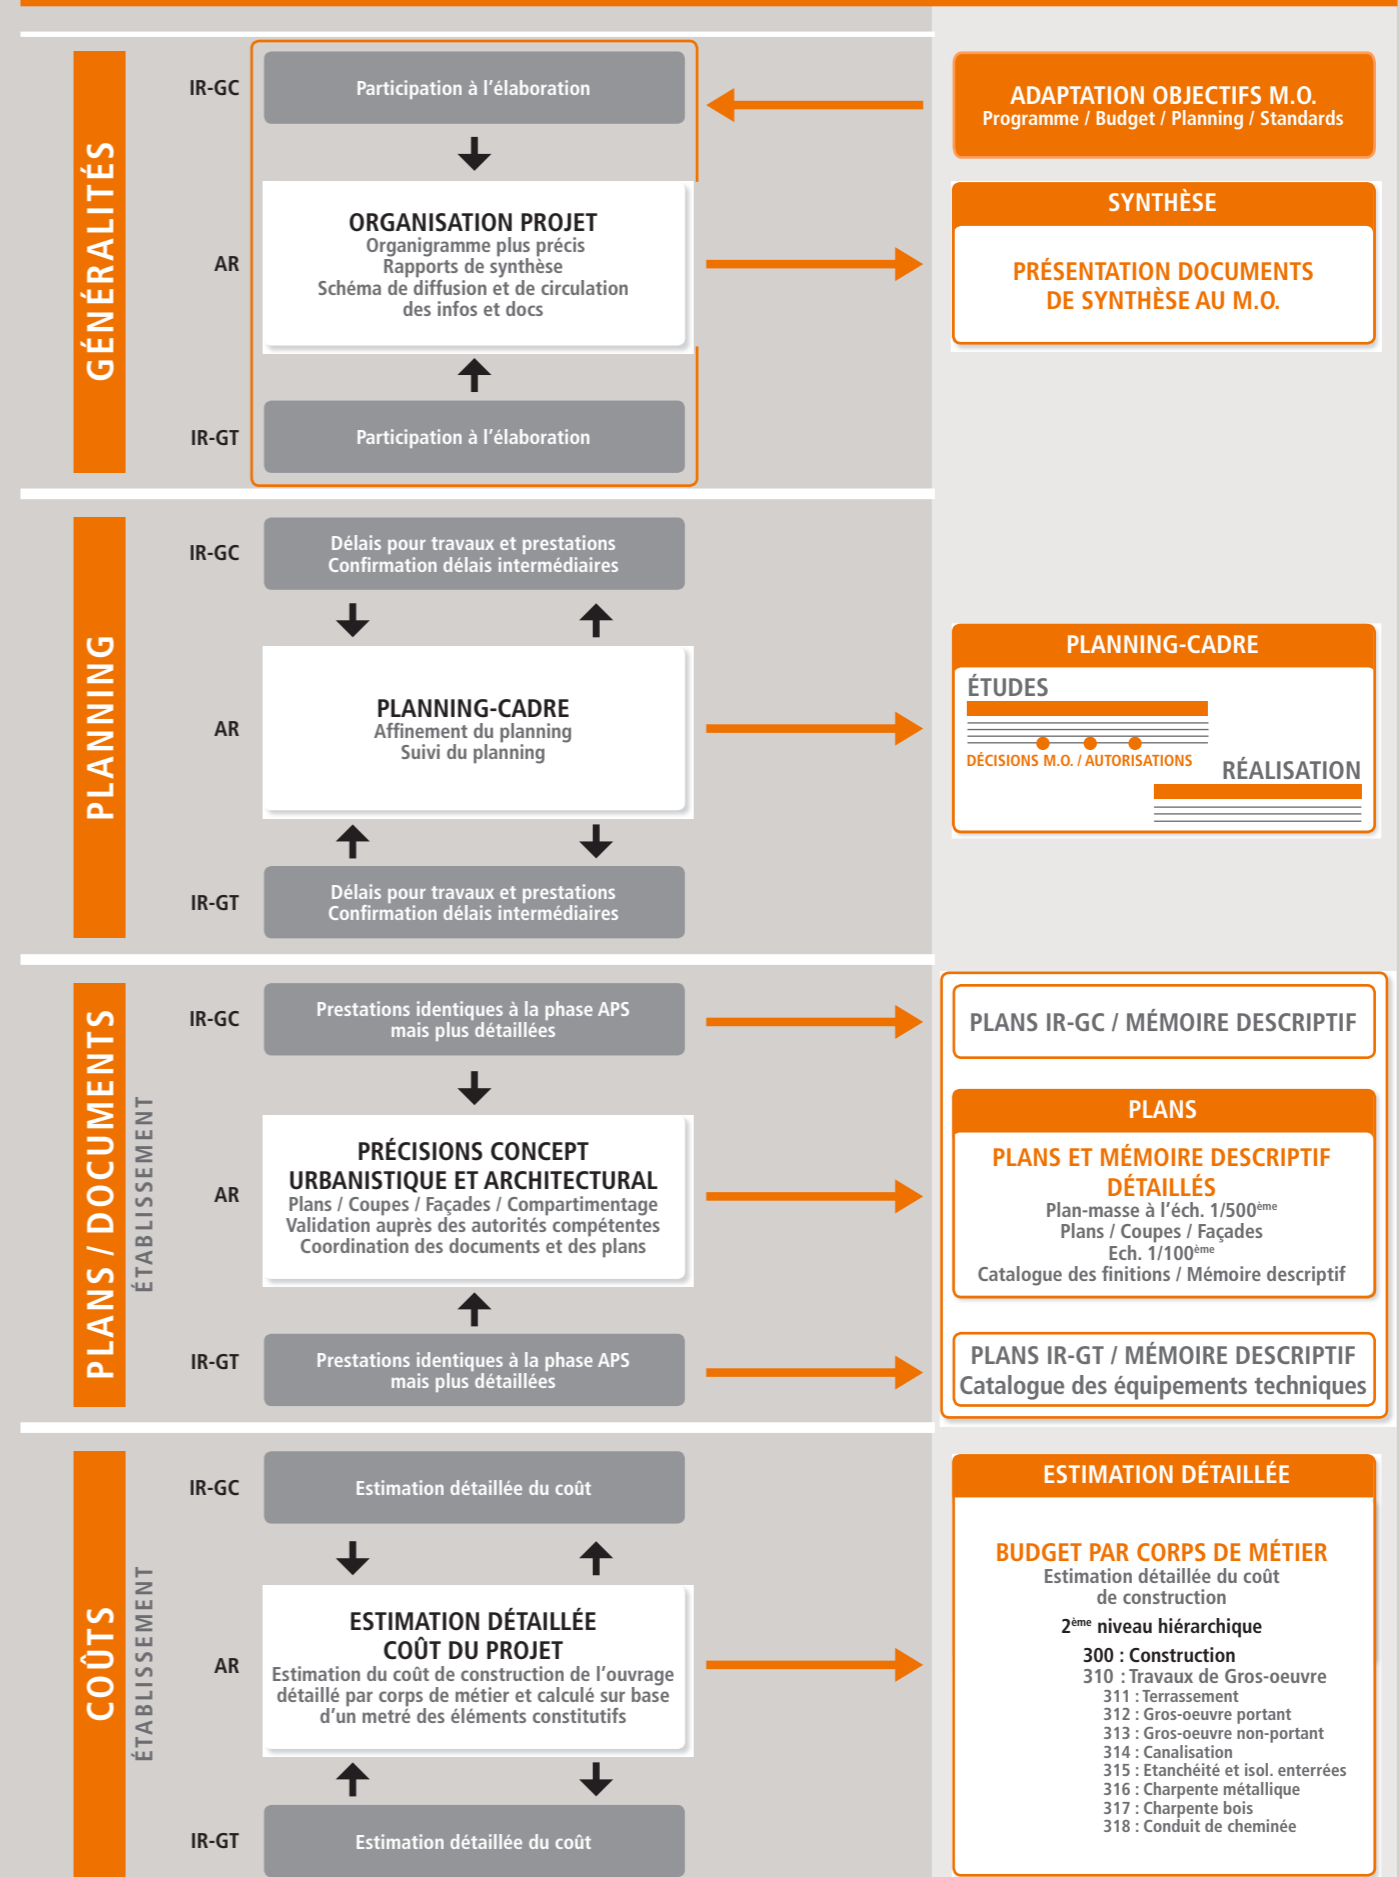 GÉNÉRALITÉS
IR-GC
Participation à l'élaboration
AR
ORGANISATION PROJET
Organigramme plus précis
Rapports de synthèse
Schéma de diffusion et de circulation
des infos et docs
IR-GT
Participation à l'élaboration
ADAPTATION OBJECTIFS M.O.
Programme / Budget / Planning / Standards
SYNTHÈSE
PRÉSENTATION DOCUMENTS
DE SYNTHÈSE AU M.O.
PLANNING
IR-GC
Délais pour travaux et prestations
Confirmation délais intermédiaires
AR
PLANNING-CADRE
Affinement du planning
Suivi du planning
IR-GT
Délais pour travaux et prestations
Confirmation délais intermédiaires
PLANNING-CADRE
ÉTUDES
DÉCISIONS M.O. / AUTORISATIONS
RÉALISATION
PLANS / DOCUMENTS
ÉTABLISSEMENT
IR-GC
Prestations identiques à la phase APS
mais plus détaillées
AR
PRÉCISIONS CONCEPT
URBANISTIQUE ET ARCHITECTURAL
Plans / Coupes / Façades / Compartimentage
Validation auprès des autorités compétentes
Coordination des documents et des plans
IR-GT
Prestations identiques à la phase APS
mais plus détaillées
PLANS IR-GC / MÉMOIRE DESCRIPTIF
PLANS
PLANS ET MÉMOIRE DESCRIPTIF
DÉTAILLÉS
Plan-masse à l'éch. 1/500ème
Plans / Coupes / Façades
Ech. 1/100ème
Catalogue des finitions / Mémoire descriptif
PLANS IR-GT / MÉMOIRE DESCRIPTIF
Catalogue des équipements techniques
COÛTS
ÉTABLISSEMENT
IR-GC
Estimation détaillée du coût
AR
ESTIMATION DÉTAILLÉE
COÛT DU PROJET
Estimation du coût de construction de l'ouvrage
détaillé par corps de métier et calculé sur base
d'un metré des éléments constitutifs
IR-GT
Estimation détaillée du coût
ESTIMATION DÉTAILLÉE
BUDGET PAR CORPS DE MÉTIER
Estimation détaillée du coût
de construction
2ème niveau hiérarchique
300 : Construction
310 : Travaux de Gros-oeuvre
311 : Terrassement
312 : Gros-oeuvre portant
313 : Gros-oeuvre non-portant
314 : Canalisation
315 : Etanchéité et isol. enterrées
316 : Charpente métallique
317 : Charpente bois
318 : Conduit de cheminée